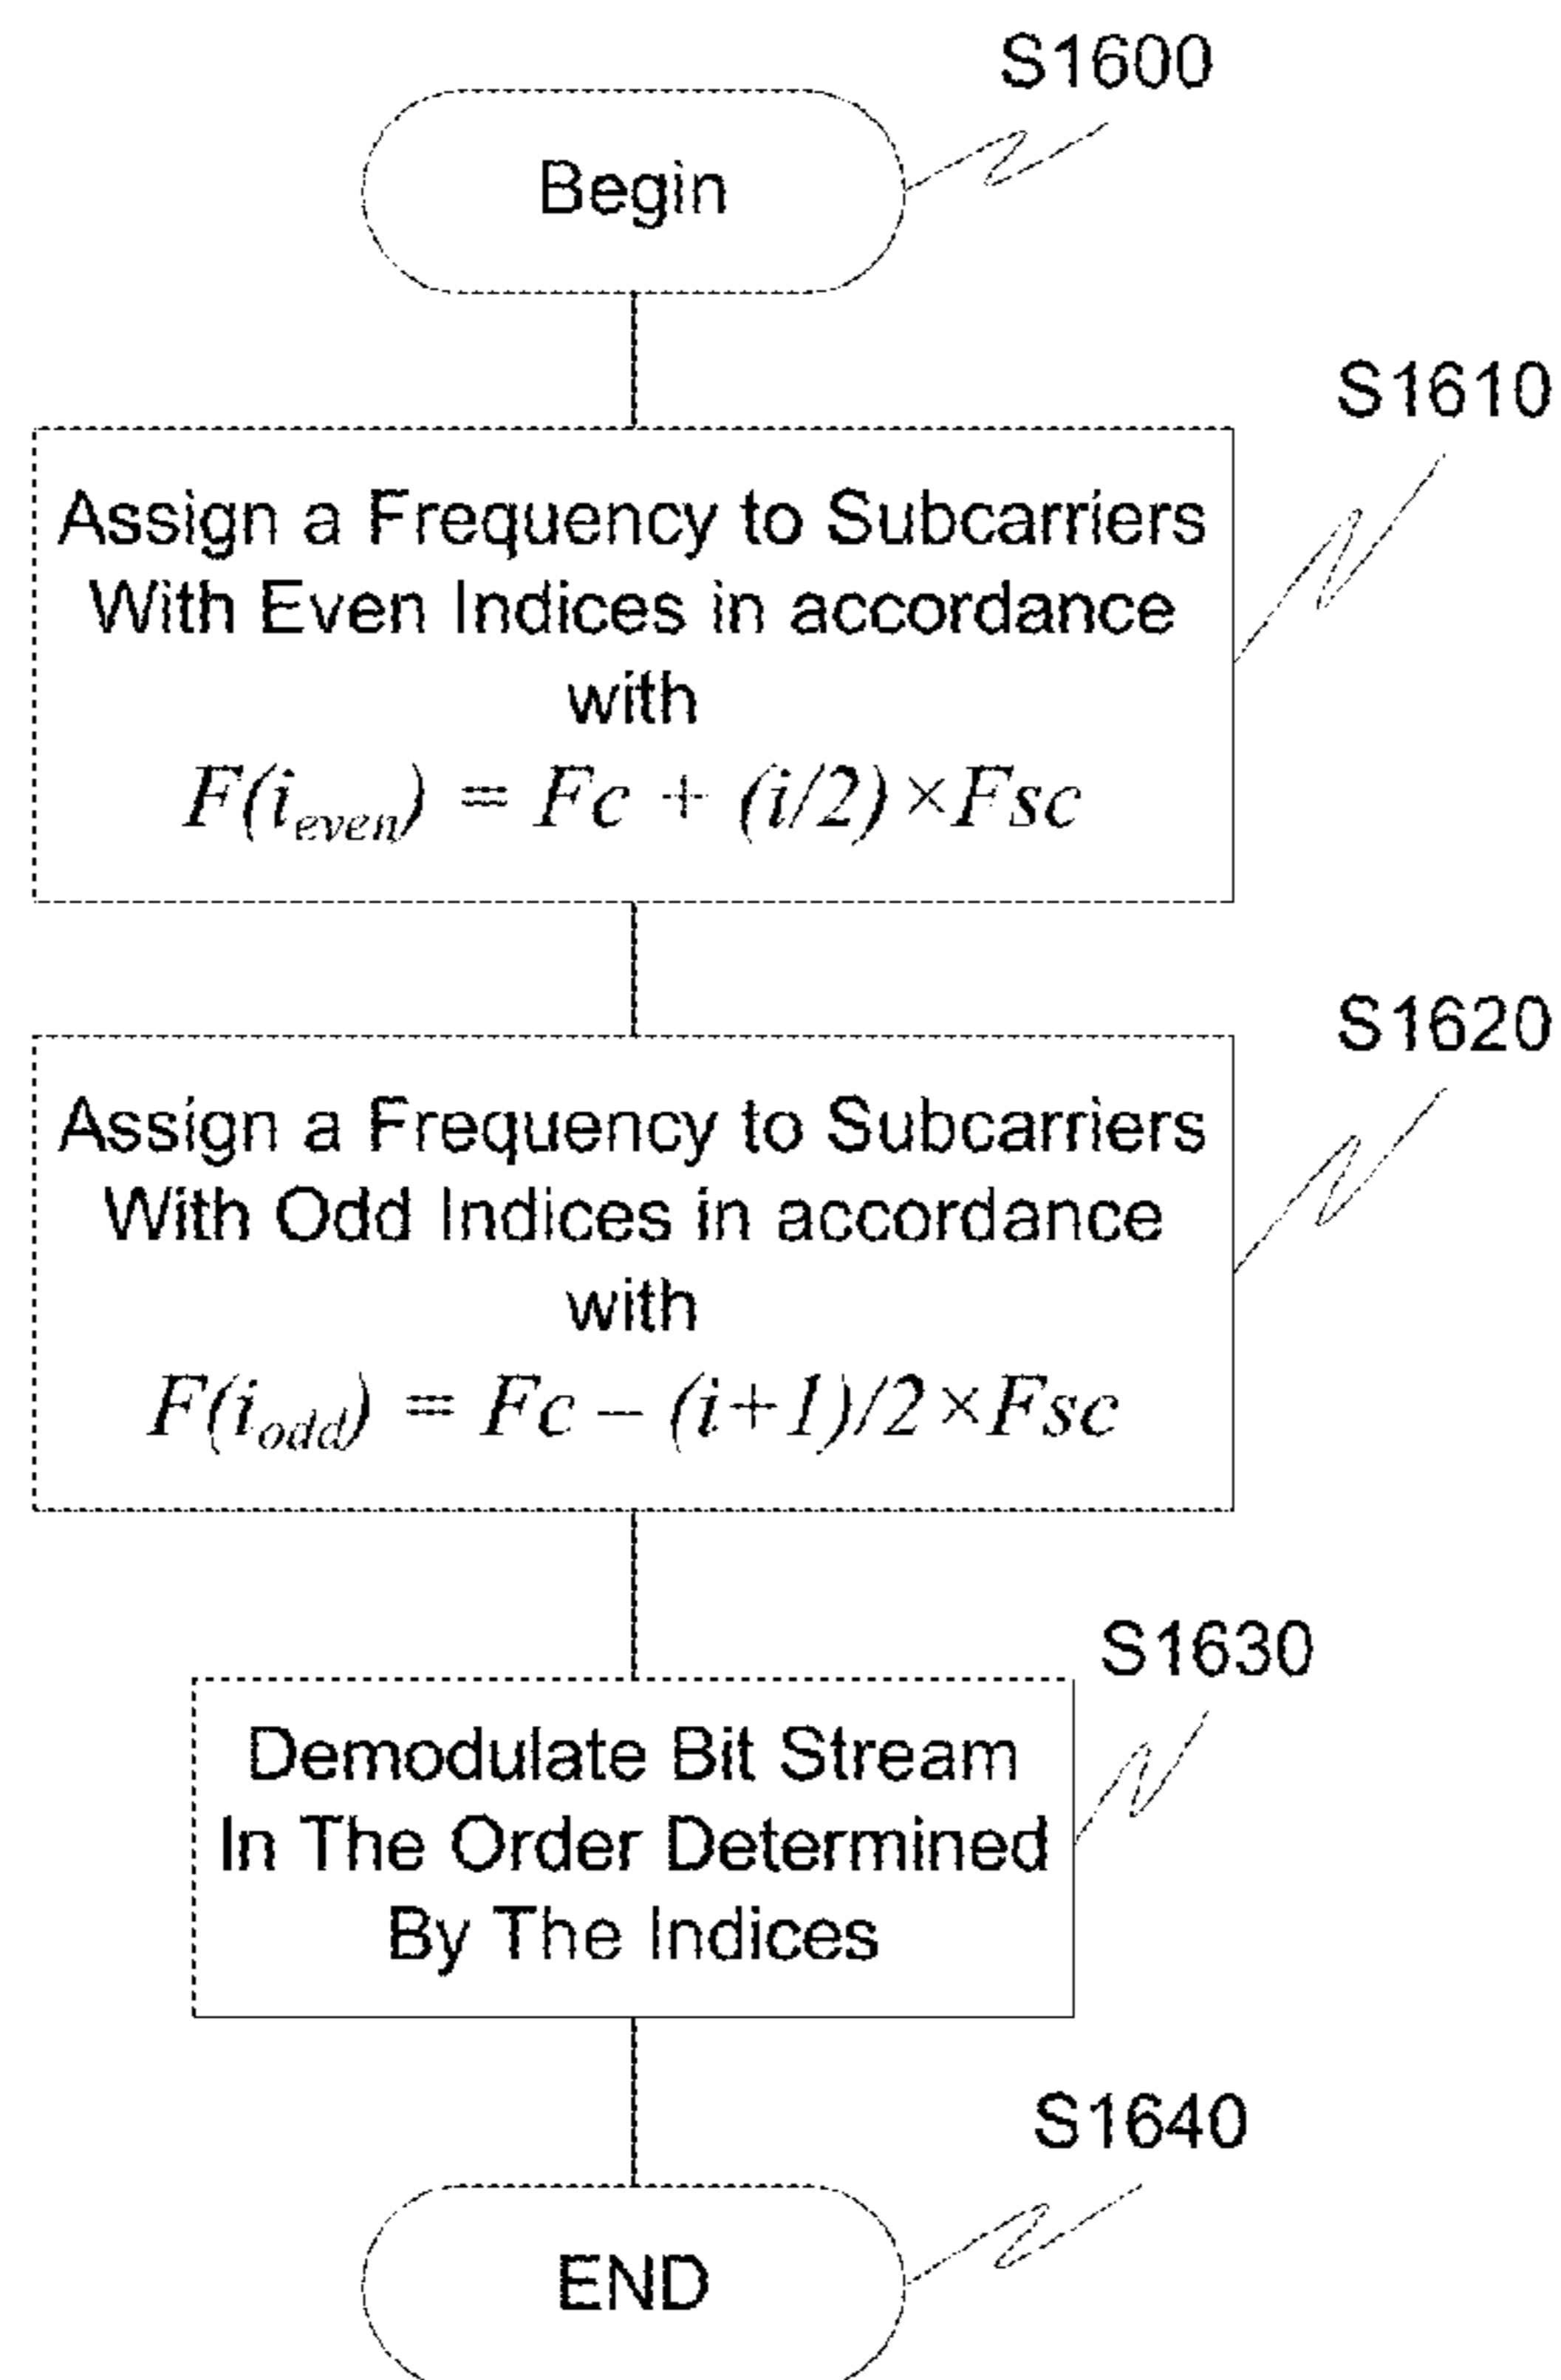 S1600
Begin
S1610
Assign a Frequency to Subcarriers
With Even Indices in accordance
with
F(i_even) = Fc + (i/2)×Fsc
S1620
Assign a Frequency to Subcarriers
With Odd Indices in accordance
with
F(i_odd) = Fc – (i+1)/2×Fsc
S1630
Demodulate Bit Stream
In The Order Determined
By The Indices
S1640
END